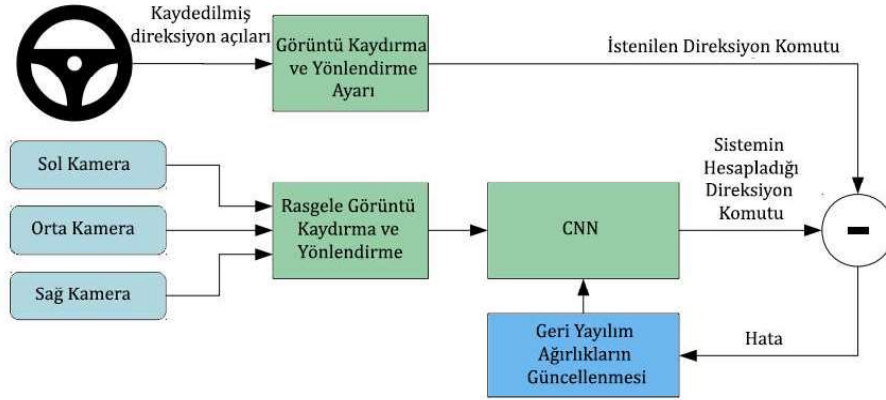 Kaydedilmiş
direksiyon açıları
Görüntü Kaydırma
ve Yönlendirme
Ayarı
İstenilen Direksiyon Komutu
Sol Kamera
Orta Kamera
Sağ Kamera
Rasgele Görüntü
Kaydırma ve
Yönlendirme
CNN
Sistemin
Hesapladığı
Direksiyon
Komutu
Geri Yayılım
Ağırlıkların
Güncellenmesi
Hata